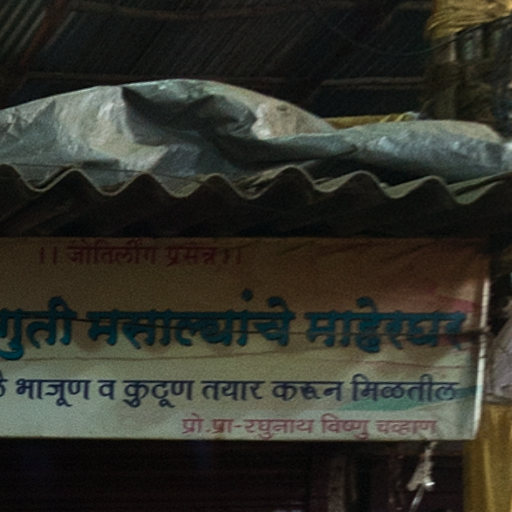 ।। जोतिर्लींग प्रसन्न ।।
गुती मसाल्यांचे माहेरघर
भाजूण व कुटूण तयार करून मिळतील
प्रो.प्रा-रघुनाथ विष्णु चव्हाण